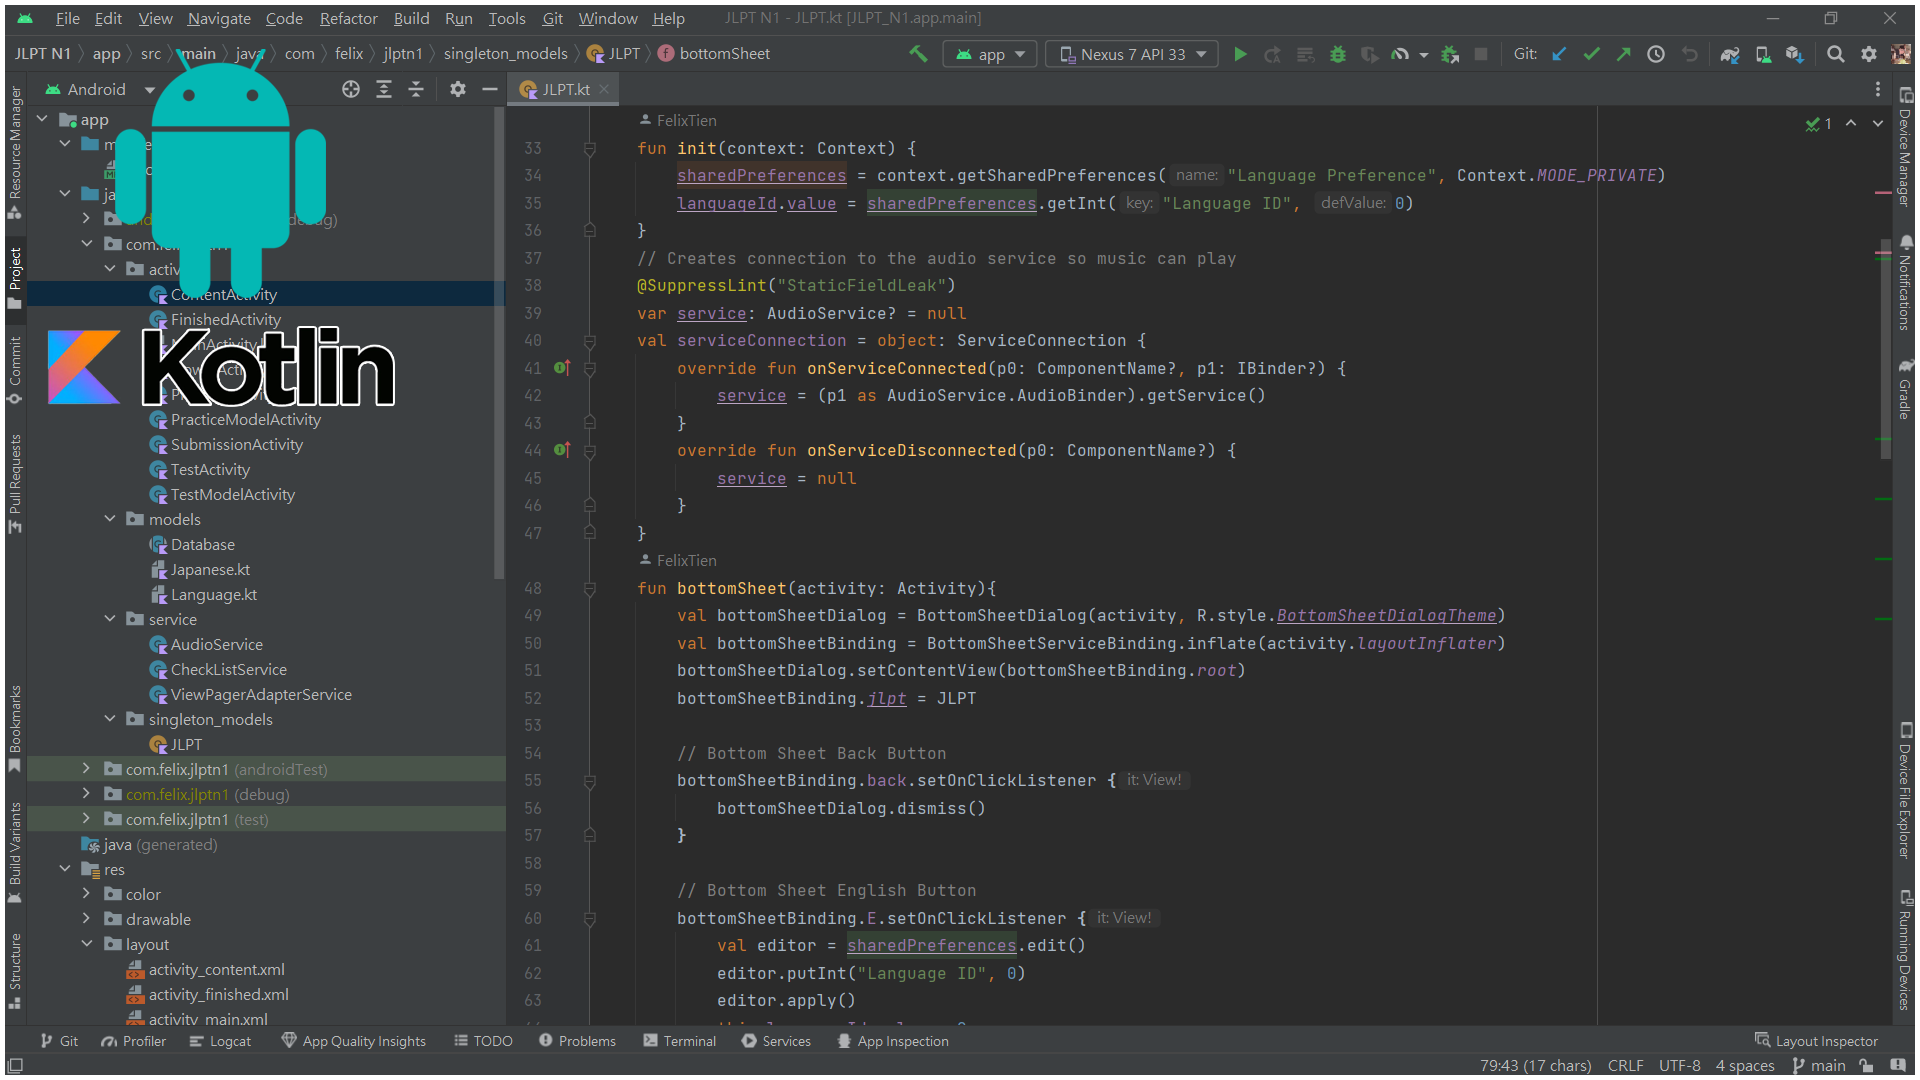 File Edit View Navigate Code Refactor Build Run Tools Git Window Help JLPT N1 - JLPT.kt [JLPT_N1.app.main]
JLPT N1 app src main java com felix jlptn1 singleton_models JLPT bottomSheet
app Nexus 7 API 33 Git:
Android
JLPT.kt
Resource Manager
Project
Commit
Pull Requests
Bookmarks
Build Variants
Structure
app
com.
ContentActivity
FinishedActivity
Kotlin
PracticeModelActivity
SubmissionActivity
TestActivity
TestModelActivity
models
Database
Japanese.kt
Language.kt
service
AudioService
CheckListService
ViewPagerAdapterService
singleton_models
JLPT
com.felix.jlptn1 (androidTest)
com.felix.jlptn1 (debug)
com.felix.jlptn1 (test)
java (generated)
res
color
drawable
layout
activity_content.xml
activity_finished.xml
activity_main.xml
FelixTien
1
33 fun init(context: Context) {
34 sharedPreferences = context.getSharedPreferences( name: "Language Preference", Context.MODE_PRIVATE)
35 languageId.value = sharedPreferences.getInt( key: "Language ID", defValue: 0)
36 }
37 // Creates connection to the audio service so music can play
38 @SuppressLint("StaticFieldLeak")
39 var service: AudioService? = null
40 val serviceConnection = object: ServiceConnection {
41 override fun onServiceConnected(p0: ComponentName?, p1: IBinder?) {
42 service = (p1 as AudioService.AudioBinder).getService()
43 }
44 override fun onServiceDisconnected(p0: ComponentName?) {
45 service = null
46 }
47 }
FelixTien
48 fun bottomSheet(activity: Activity){
49 val bottomSheetDialog = BottomSheetDialog(activity, R.style.BottomSheetDialogTheme)
50 val bottomSheetBinding = BottomSheetServiceBinding.inflate(activity.layoutInflater)
51 bottomSheetDialog.setContentView(bottomSheetBinding.root)
52 bottomSheetBinding.jlpt = JLPT
53
54 // Bottom Sheet Back Button
55 bottomSheetBinding.back.setOnClickListener { it: View!
56 bottomSheetDialog.dismiss()
57 }
58
59 // Bottom Sheet English Button
60 bottomSheetBinding.E.setOnClickListener { it: View!
61 val editor = sharedPreferences.edit()
62 editor.putInt("Language ID", 0)
63 editor.apply()
Device Manager
Notifications
Gradle
Device File Explorer
Running Devices
Git Profiler Logcat App Quality Insights TODO Problems Terminal Services App Inspection Layout Inspector
79:43 (17 chars) CRLF UTF-8 4 spaces main